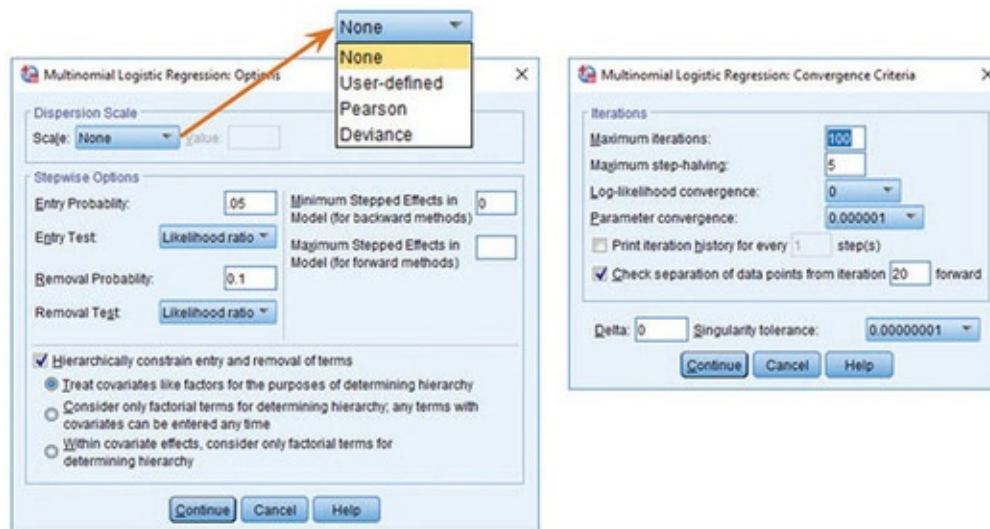 None
None
User-defined
Pearson
Deviance
Multinomial Logistic Regression: Options
Dispersion Scale
Scale: None Value:
Stepwise Options
Entry Probablity: .05
Entry Test Likelihood ratio
Removal Probablity: 0.1
Removal Test Likelihood ratio
Minimum Stepped Effects in
Model (for backward methods) 0
Maximum Stepped Effects in
Model (for forward methods)
Hierarchically constrain entry and removal of terms
Treat covariates like factors for the purposes of determining hierarchy
Consider only factorial terms for determining hierarchy; any terms with
covariates can be entered any time
Within covariate effects, consider only factorial terms for
determining hierarchy
Continue Cancel Help
Multinomial Logistic Regression: Convergence Criteria
Iterations
Maximum iterations: 100
Maximum step-halving: 5
Log-likelihood convergence: 0
Parameter convergence: 0.000001
Print iteration history for every 1 step(s)
Check separation of data points from iteration 20 forward
Delta: 0 Singularity tolerance: 0.00000001
Continue Cancel Help